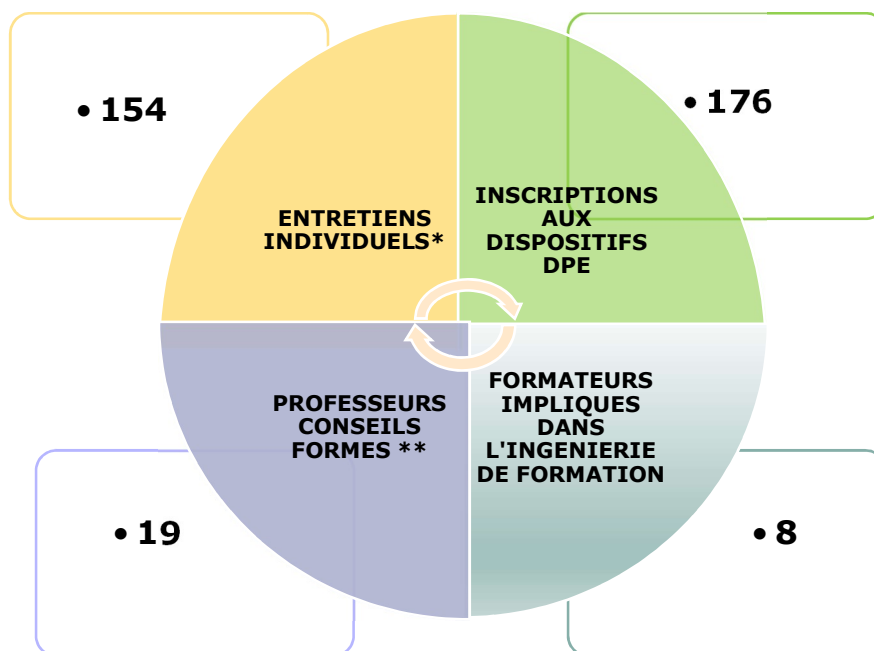 • 154
• 176
ENTRETIENS
INDIVIDUELS*
INSCRIPTIONS
AUX
DISPOSITIFS
DPE
PROFESSEURS
CONSEILS
FORMES **
FORMATEURS
IMPLIQUES
DANS
L'INGENIERIE
DE FORMATION
• 19
• 8